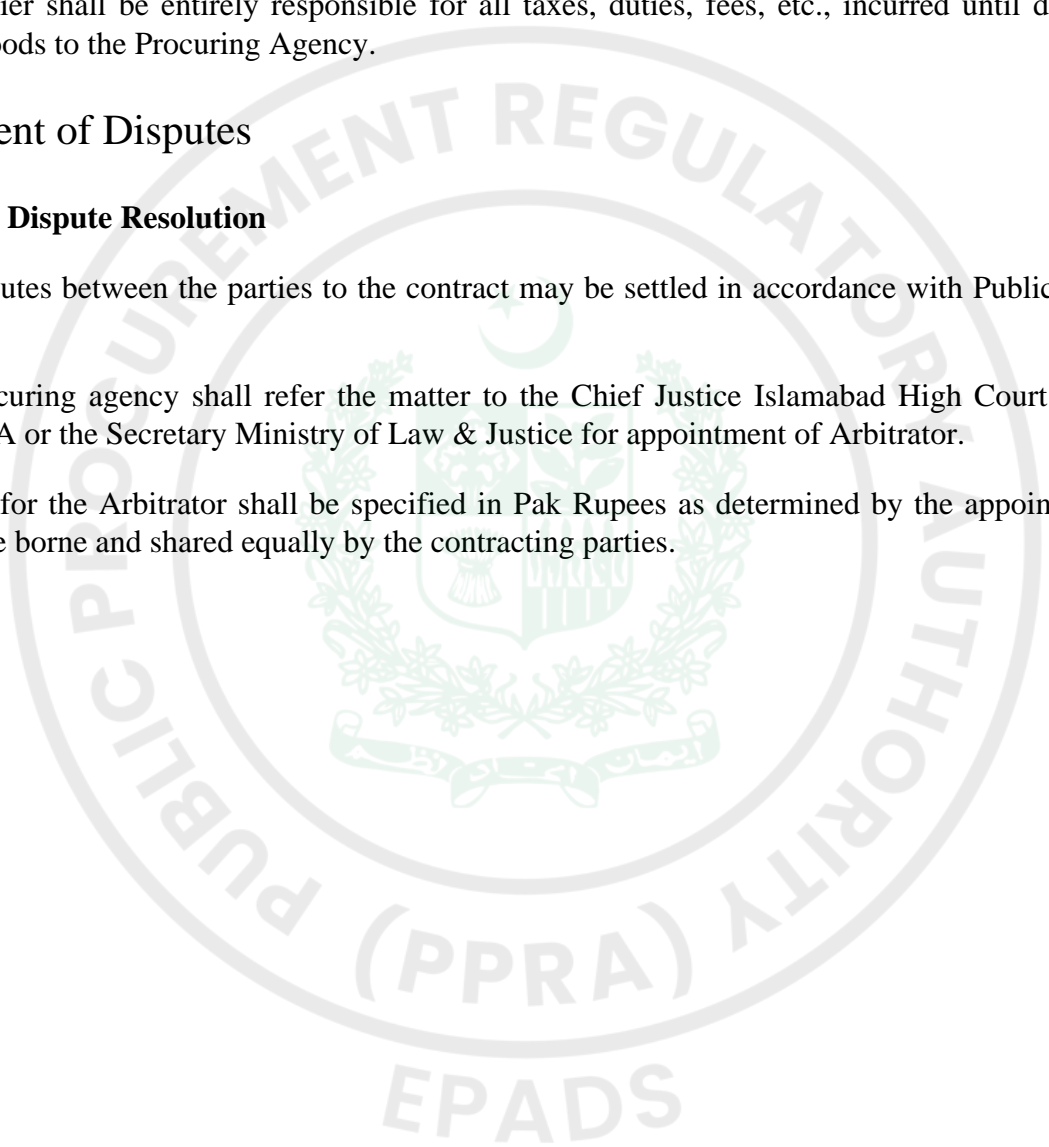 ier shall be entirely responsible for all taxes, duties, fees, etc., incurred until d
oods to the Procuring Agency.
ent of Disputes
Dispute Resolution
utes between the parties to the contract may be settled in accordance with Public
curing agency shall refer the matter to the Chief Justice Islamabad High Court
A or the Secretary Ministry of Law & Justice for appointment of Arbitrator.
for the Arbitrator shall be specified in Pak Rupees as determined by the appoin
e borne and shared equally by the contracting parties.
PUBLIC PROCUREMENT REGULATORY AUTHORITY
(PPRA)
EPADS